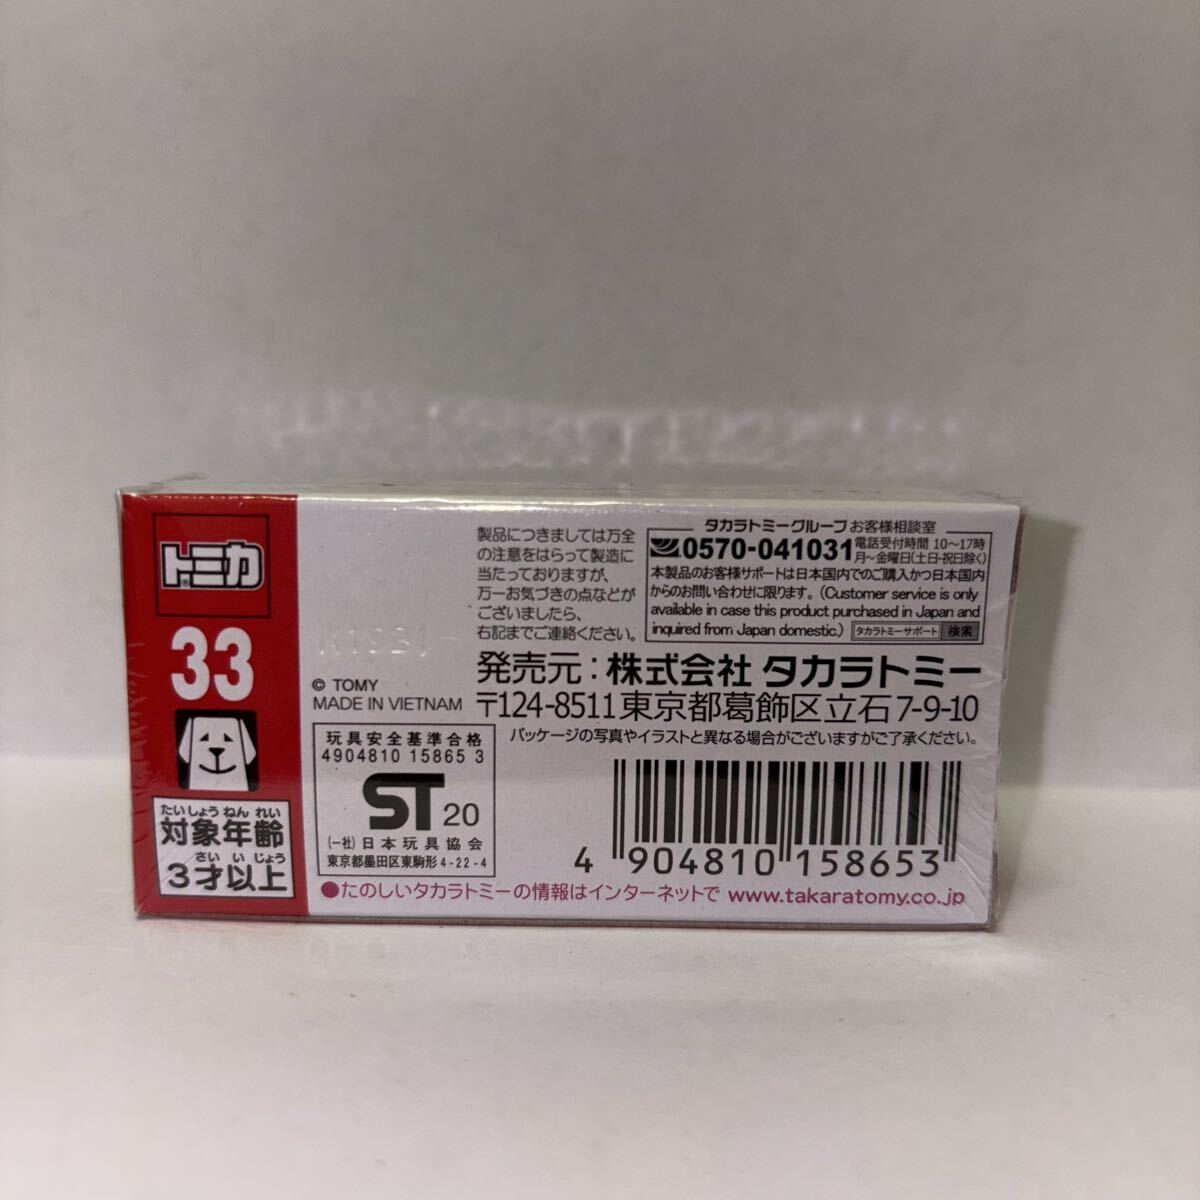 トミカ®
33
たいしょうねんれい
対象年齢
さいいじょう
3才以上
© TOMY
MADE IN VIETNAM
玩具安全基準合格
4904810 15865 3
ST 20
(一社)日本玩具協会
東京都墨田区東駒形4-22-4
製品につきましては万全
の注意をはらって製造に
当たっておりますが、
万一お気づきの点などが
ございましたら、
右記までご連絡ください。
タカラトミーグループ お客様相談室
0570-041031 電話受付時間 10〜17時
月〜金曜日(土日・祝日除く)
本製品のお客様サポートは日本国内でのご購入かつ日本国内
からのお問い合わせに限ります。(Customer service is only
available in case this product purchased in Japan and
inquired from Japan domestic.) タカラトミーサポート 検索
発売元:株式会社 タカラトミー
〒124-8511 東京都葛飾区立石7-9-10
パッケージの写真やイラストと異なる場合がございますがご了承ください。
4 904810 158653
●たのしいタカラトミーの情報はインターネットで www.takaratomy.co.jp